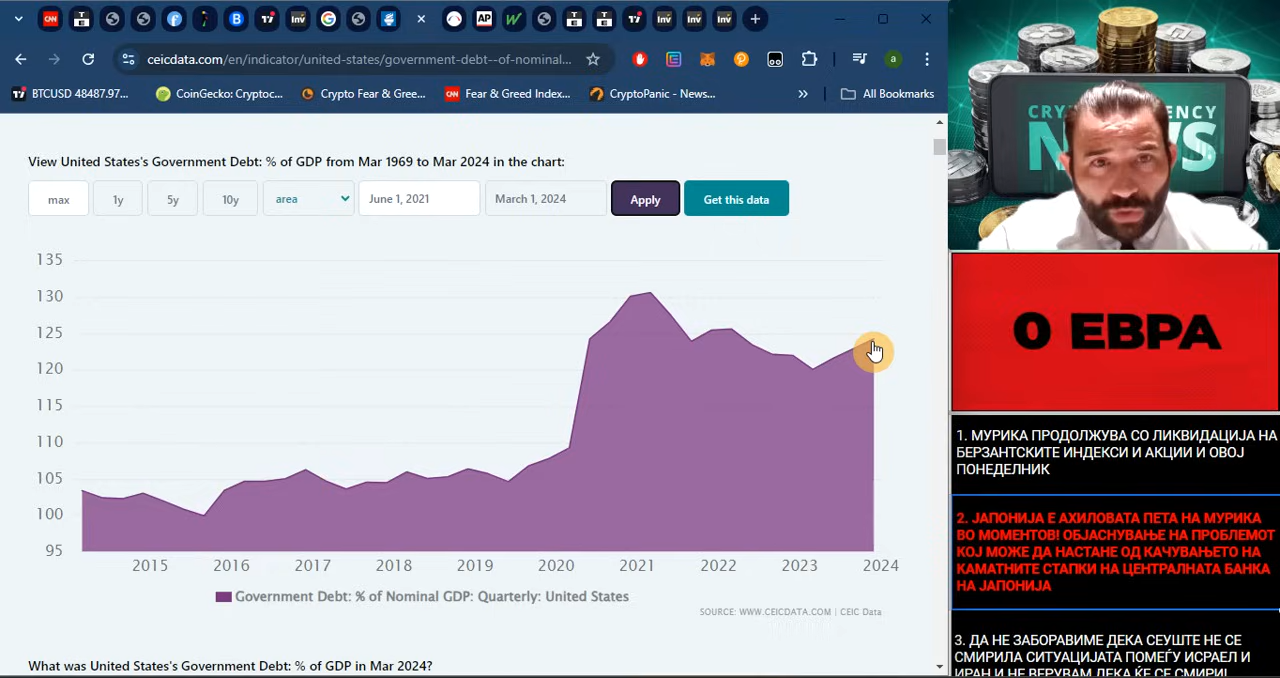 ceicdata.com/en/indicator/united-states/government-debt--of-nominal...
BTCUSD 48487.97...
CoinGecko: Cryptoc...
Crypto Fear & Gree...
Fear & Greed Index...
CryptoPanic - News...
All Bookmarks
View United States's Government Debt: % of GDP from Mar 1969 to Mar 2024 in the chart:
max
1y
5y
10y
area
June 1, 2021
March 1, 2024
Apply
Get this data
135
130
125
120
115
110
105
100
95
2015
2016
2017
2018
2019
2020
2021
2022
2023
2024
Government Debt: % of Nominal GDP: Quarterly: United States
SOURCE: WWW.CEICDATA.COM | CEIC Data
What was United States's Government Debt: % of GDP in Mar 2024?
0 ЕВРА
1. МУРИКА ПРОДОЛЖУВА СО ЛИКВИДАЦИЈА НА
БЕРЗАНТСКИТЕ ИНДЕКСИ И АКЦИИ И ОВОЈ
ПОНЕДЕЛНИК
2. ЈАПОНИЈА Е АХИЛОВАТА ПЕТА НА МУРИКА
ВО МОМЕНТОВ! ОБЈАСНУВАЊЕ НА ПРОБЛЕМОТ
КОЈ МОЖЕ ДА НАСТАНЕ ОД КАЧУВАЊЕТО НА
КАМАТНИТЕ СТАПКИ НА ЦЕНТРАЛНАТА БАНКА
НА ЈАПОНИЈА
3. ДА НЕ ЗАБОРАВИМЕ ДЕКА СЕУШТЕ НЕ СЕ
СМИРИЛА СИТУАЦИЈАТА ПОМЕЃУ ИСРАЕЛ И
ИРАН И НЕ ВЕРУВАМ ДЕКА ЌЕ СЕ СМИРИ!